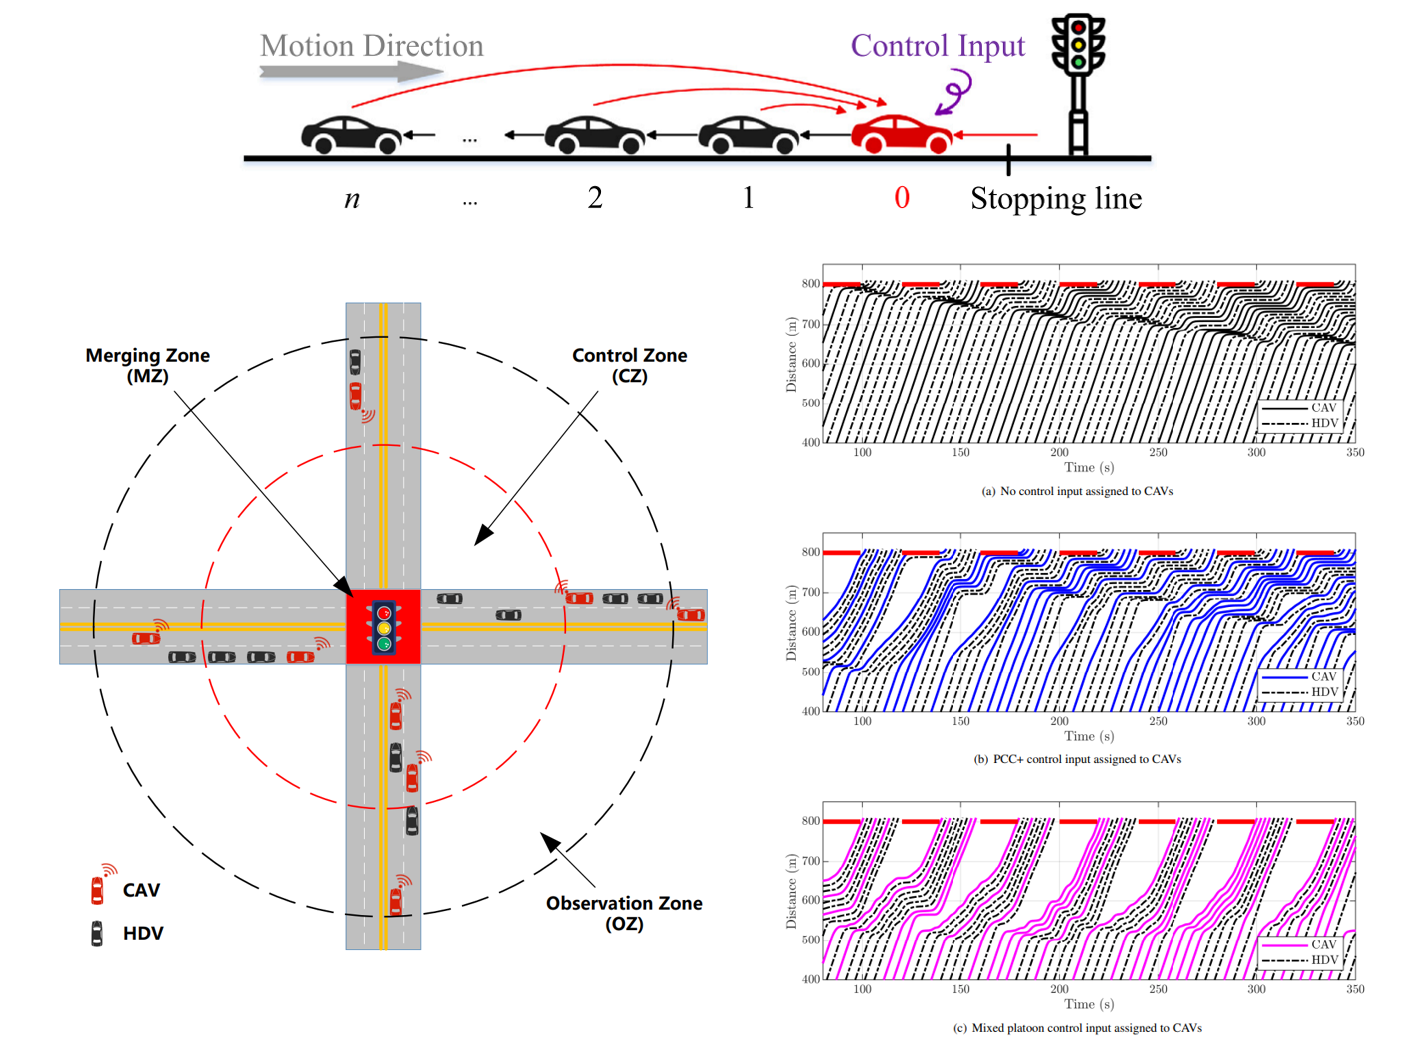 Motion Direction
Control Input
n ... 2 1 0 Stopping line
...
Merging Zone
(MZ)
Control Zone
(CZ)
Observation Zone
(OZ)
CAV
HDV
800
700
600
500
400
Distance (m)
100 150 200 250 300 350
Time (s)
CAV
HDV
(a) No control input assigned to CAVs
800
700
600
500
400
Distance (m)
100 150 200 250 300 350
Time (s)
CAV
HDV
(b) PCC+ control input assigned to CAVs
800
700
600
500
400
Distance (m)
100 150 200 250 300 350
Time (s)
CAV
HDV
(c) Mixed platoon control input assigned to CAVs